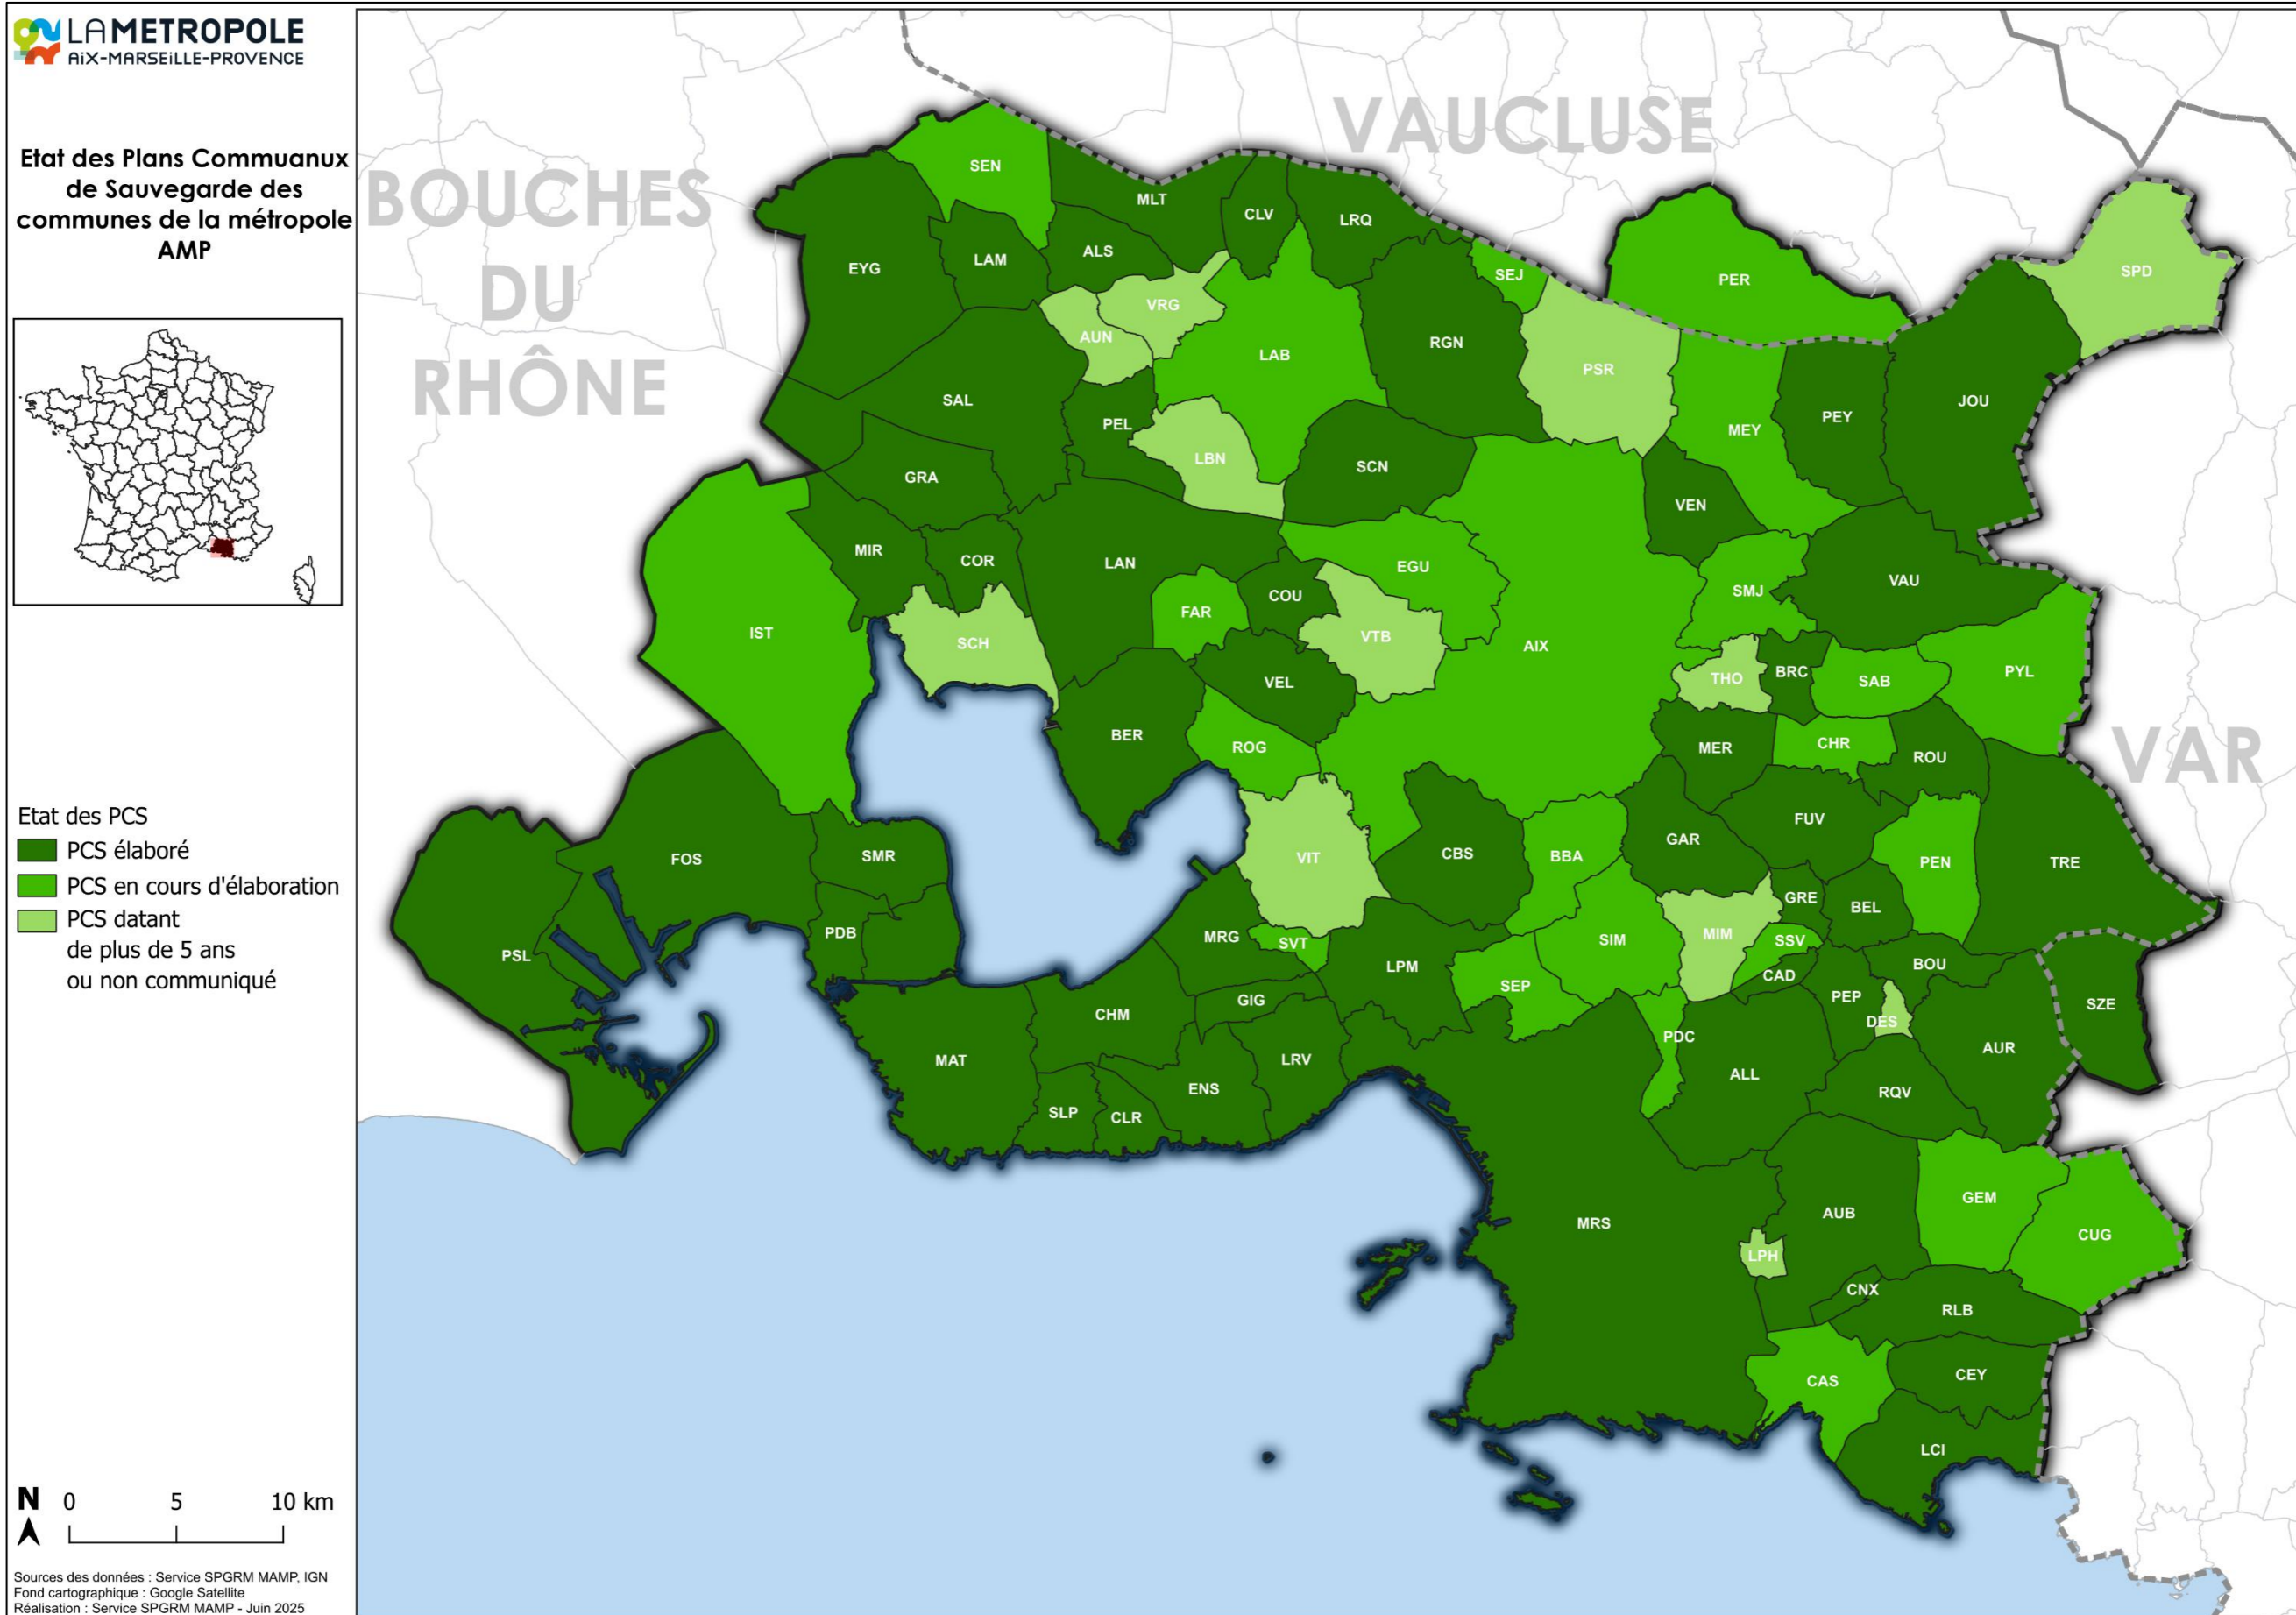 LAMETROPOLE
AiX-MARSEiLLE-PROVENCE
Etat des Plans Commuanux
de Sauvegarde des
communes de la métropole
AMP
Etat des PCS
PCS élaboré
PCS en cours d'élaboration
PCS datant
de plus de 5 ans
ou non communiqué
N 0 5 10 km
Sources des données : Service SPGRM MAMP, IGN
Fond cartographique : Google Satellite
Réalisation : Service SPGRM MAMP - Juin 2025
VAUCLUSE
BOUCHES
DU
RHÔNE
VAR
SEN
MLT
CLV
LRQ
ALS
LAM
EYG
SEJ
PER
SPD
VRG
AUN
LAB
RGN
PSR
SAL
PEL
MEY
PEY
JOU
LBN
SCN
GRA
VEN
MIR
COR
LAN
EGU
COU
SMJ
VAU
FAR
IST
SCH
VTB
AIX
THO
BRC
SAB
PYL
VEL
BER
ROG
MER
CHR
ROU
FOS
SMR
VIT
CBS
BBA
GAR
FUV
PEN
TRE
GRE
BEL
PDB
MRG
SVT
SIM
MIM
SSV
PSL
LPM
CAD
BOU
SEP
PEP
GIG
CHM
DES
SZE
PDC
AUR
MAT
LRV
ALL
ENS
RQV
SLP
CLR
GEM
MRS
AUB
CUG
LPH
CNX
RLB
CAS
CEY
LCI